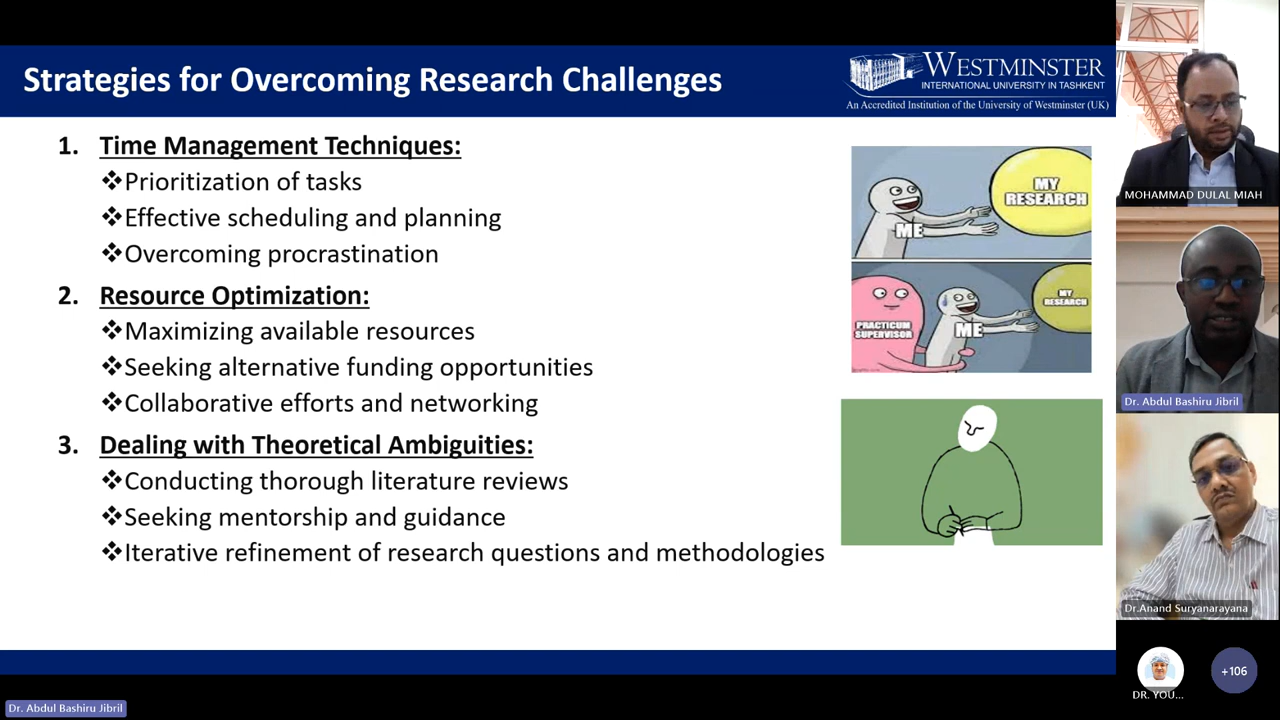 Strategies for Overcoming Research Challenges
WESTMINSTER
INTERNATIONAL UNIVERSITY IN TASHKENT
An Accredited Institution of the University of Westminster (UK)
1. Time Management Techniques:
❖Prioritization of tasks
❖Effective scheduling and planning
❖Overcoming procrastination
2. Resource Optimization:
❖Maximizing available resources
❖Seeking alternative funding opportunities
❖Collaborative efforts and networking
3. Dealing with Theoretical Ambiguities:
❖Conducting thorough literature reviews
❖Seeking mentorship and guidance
❖Iterative refinement of research questions and methodologies
MY
RESEARCH
ME
MY
RESEARCH
PRACTICUM
SUPERVISOR
ME
MOHAMMAD DULAL MIAH
Dr. Abdul Bashiru Jibril
Dr.Anand Suryanarayana
DR. YOU...
+106
Dr. Abdul Bashiru Jibril